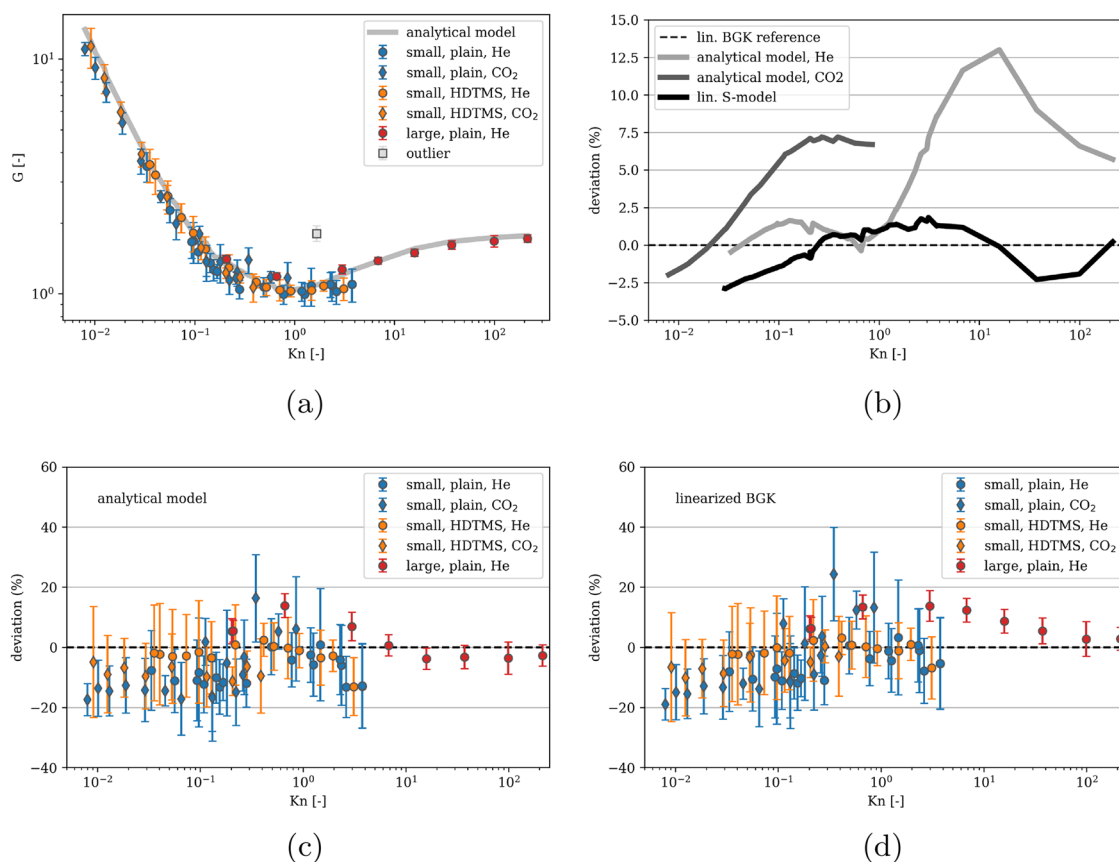 analytical model
small, plain, He
small, plain, CO₂
small, HDTMS, He
small, HDTMS, CO₂
large, plain, He
outlier
G [-]
10¹
10⁰
10⁻²
10⁻¹
10⁰
10¹
10²
Kn [-]
(a)
lin. BGK reference
analytical model, He
analytical model, CO2
lin. S-model
deviation (%)
15.0
12.5
10.0
7.5
5.0
2.5
0.0
−2.5
5.0
10⁻²
10⁻¹
10⁰
10¹
10²
Kn [-]
(b)
analytical model
small, plain, He
small, plain, CO₂
small, HDTMS, He
small, HDTMS, CO₂
large, plain, He
deviation (%)
60
40
20
0
−20
−40
10⁻²
10⁻¹
10⁰
10¹
10²
Kn [-]
(c)
linearized BGK
small, plain, He
small, plain, CO₂
small, HDTMS, He
small, HDTMS, CO₂
large, plain, He
deviation (%)
60
40
20
0
−20
−40
10⁻²
10⁻¹
10⁰
10¹
10²
Kn [-]
(d)